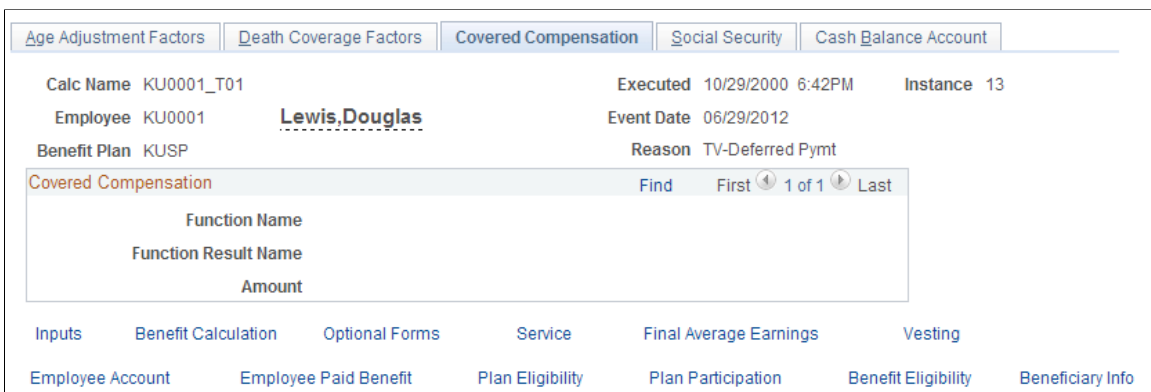 Age Adjustment Factors Death Coverage Factors Covered Compensation Social Security Cash Balance Account
Calc Name KU0001_T01 Executed 10/29/2000 6:42PM Instance 13
Employee KU0001 Lewis,Douglas Event Date 06/29/2012
Benefit Plan KUSP Reason TV-Deferred Pymt
Covered Compensation Find First 1 of 1 Last
Function Name
Function Result Name
Amount
Inputs Benefit Calculation Optional Forms Service Final Average Earnings Vesting
Employee Account Employee Paid Benefit Plan Eligibility Plan Participation Benefit Eligibility Beneficiary Info